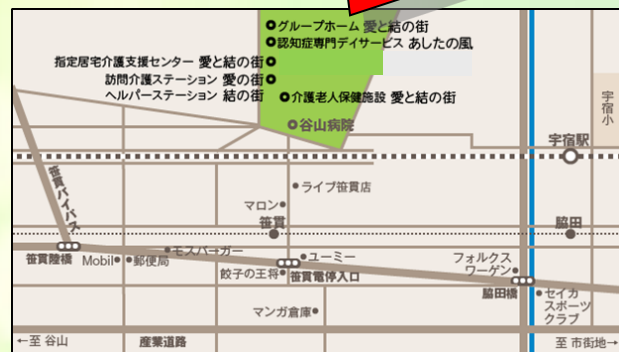 グループホーム 愛と結の街
認知症専門デイサービス あしたの風
指定居宅介護支援センター 愛と結の街
訪問介護ステーション 愛の街
ヘルパーステーション 結の街
介護老人保健施設 愛と結の街
谷山病院
宇宿小
宇宿駅
笹貫バイパス
ライブ笹貫店
マロン
笹貫
脇田
モスバーガー
笹貫陸橋
Mobil
郵便局
ユーミー
餃子の王将
笹貫電停入口
フォルクス
ワーゲン
脇田橋
セイカ
スポーツ
クラブ
マンガ倉庫
←至 谷山
産業道路
至 市街地→